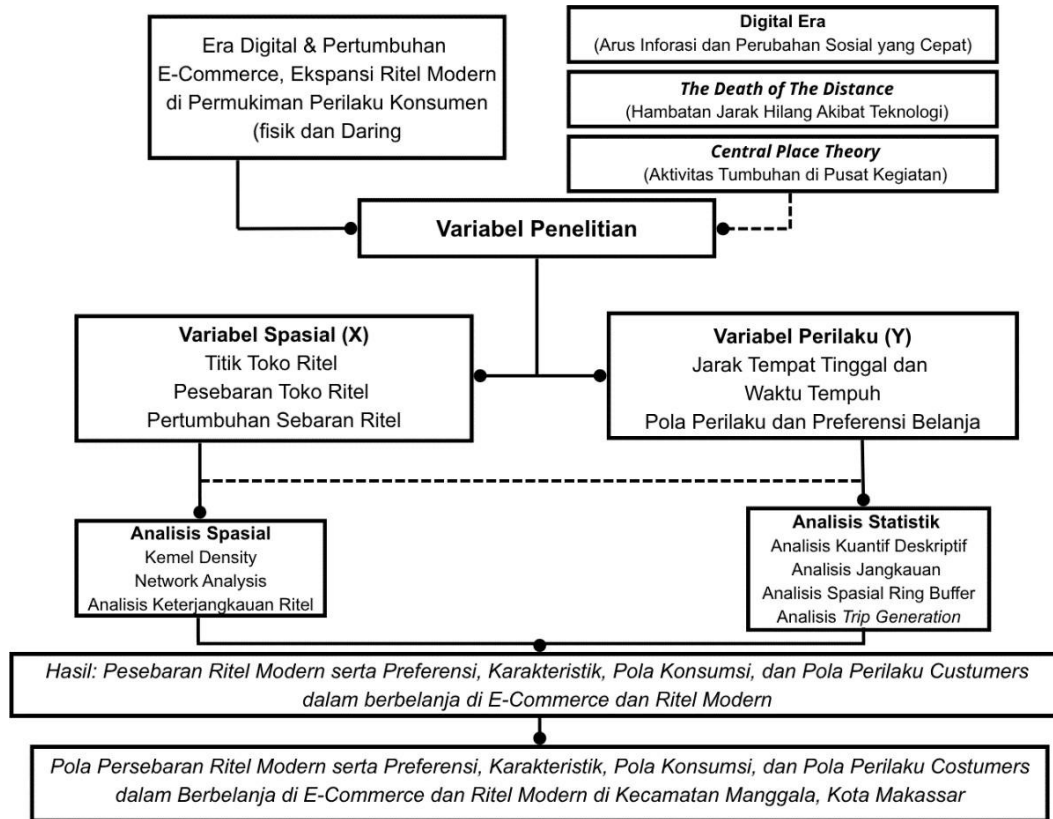 Era Digital & Pertumbuhan
E-Commerce, Ekspansi Ritel Modern
di Permukiman Perilaku Konsumen
(fisik dan Daring
Digital Era
(Arus Inforasi dan Perubahan Sosial yang Cepat)
The Death of The Distance
(Hambatan Jarak Hilang Akibat Teknologi)
Central Place Theory
(Aktivitas Tumbuhan di Pusat Kegiatan)
Variabel Penelitian
Variabel Spasial (X)
Titik Toko Ritel
Pesebaran Toko Ritel
Pertumbuhan Sebaran Ritel
Variabel Perilaku (Y)
Jarak Tempat Tinggal dan
Waktu Tempuh
Pola Perilaku dan Preferensi Belanja
Analisis Spasial
Kemel Density
Network Analysis
Analisis Keterjangkauan Ritel
Analisis Statistik
Analisis Kuantif Deskriptif
Analisis Jangkauan
Analisis Spasial Ring Buffer
Analisis Trip Generation
Hasil: Pesebaran Ritel Modern serta Preferensi, Karakteristik, Pola Konsumsi, dan Pola Perilaku Custumers
dalam berbelanja di E-Commerce dan Ritel Modern
Pola Persebaran Ritel Modern serta Preferensi, Karakteristik, Pola Konsumsi, dan Pola Perilaku Costumers
dalam Berbelanja di E-Commerce dan Ritel Modern di Kecamatan Manggala, Kota Makassar